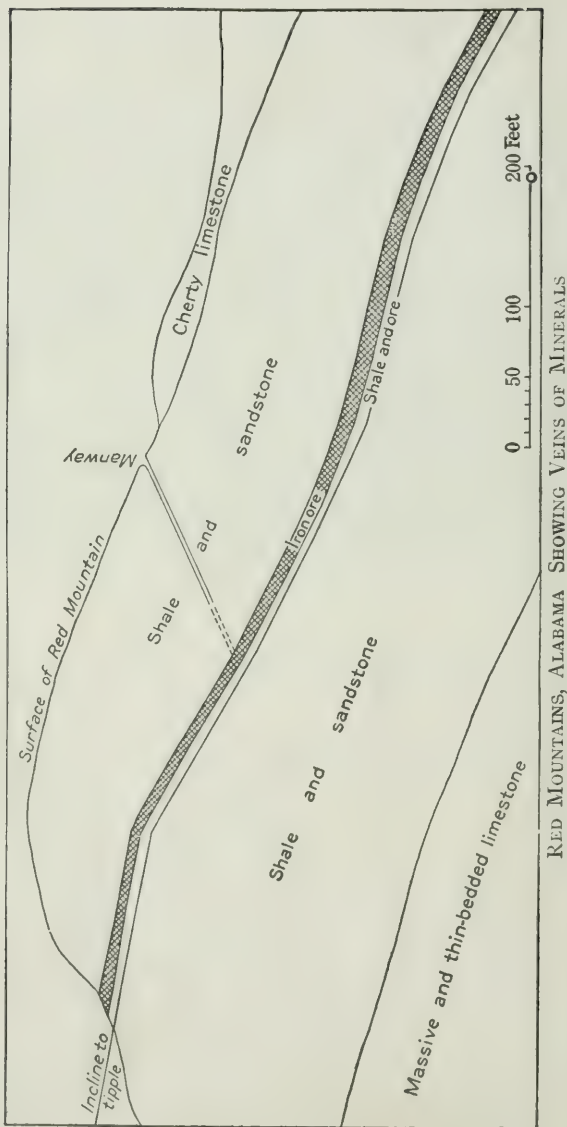 Surface of Red Mountain
Manway
Cherty limestone
Incline to
tipple
Shale and sandstone
Iron ore
Shale and ore
Shale and sandstone
Massive and thin-bedded limestone
0 50 100 200 Feet
RED MOUNTAINS, ALABAMA SHOWING VEINS OF MINERALS